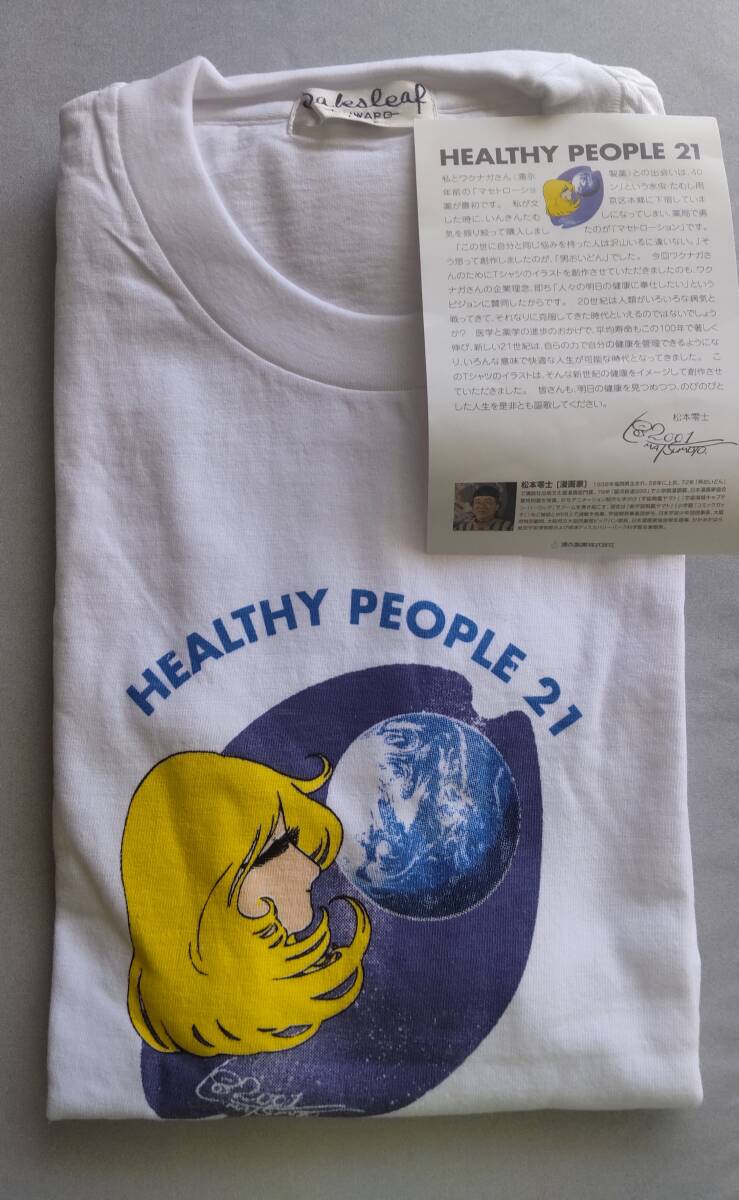 alesleaf
WARD
HEALTHY PEOPLE 21
私とワクナガさん(湧永
製薬)との出会いは、40
年前の「マセトローショ
ン」という水虫・たむし用
薬が最初です。 私が文
京区本郷に下宿していま
した時に、いんきんたむ
しになってしまい、薬局で勇
気を振り絞って購入しまし
たのが「マセトローション」です。
「この世に自分と同じ悩みを持った人は沢山いるに違いない。」そ
う思って創作しましたのが、「男おいどん」でした。 今回ワクナガさ
んのためにTシャツのイラストを創作させていただきましたのも、ワク
ナガさんの企業理念、即ち「人々の明日の健康に奉仕したい」という
ビジョンに賛同したからです。 20世紀は人類がいろいろな病気と
戦ってきて、それなりに克服してきた時代といえるのではないでしょう
か? 医学と薬学の進歩のおかげで、平均寿命もこの100年で著しく
伸び、新しい21世紀は、自らの力で自分の健康を管理できるようにな
り、いろんな意味で快適な人生が可能な時代となってきました。 こ
のTシャツのイラストは、そんな新世紀の健康をイメージして創作させ
ていただきました。 皆さんも、明日の健康を見つめつつ、のびのびと
した人生を是非とも謳歌してください。
松本零士
2001
MATSUMOTO.
松本零士 [漫画家]
湧永製薬株式会社
HEALTHY PEOPLE 21
2001
MATSUMOTO